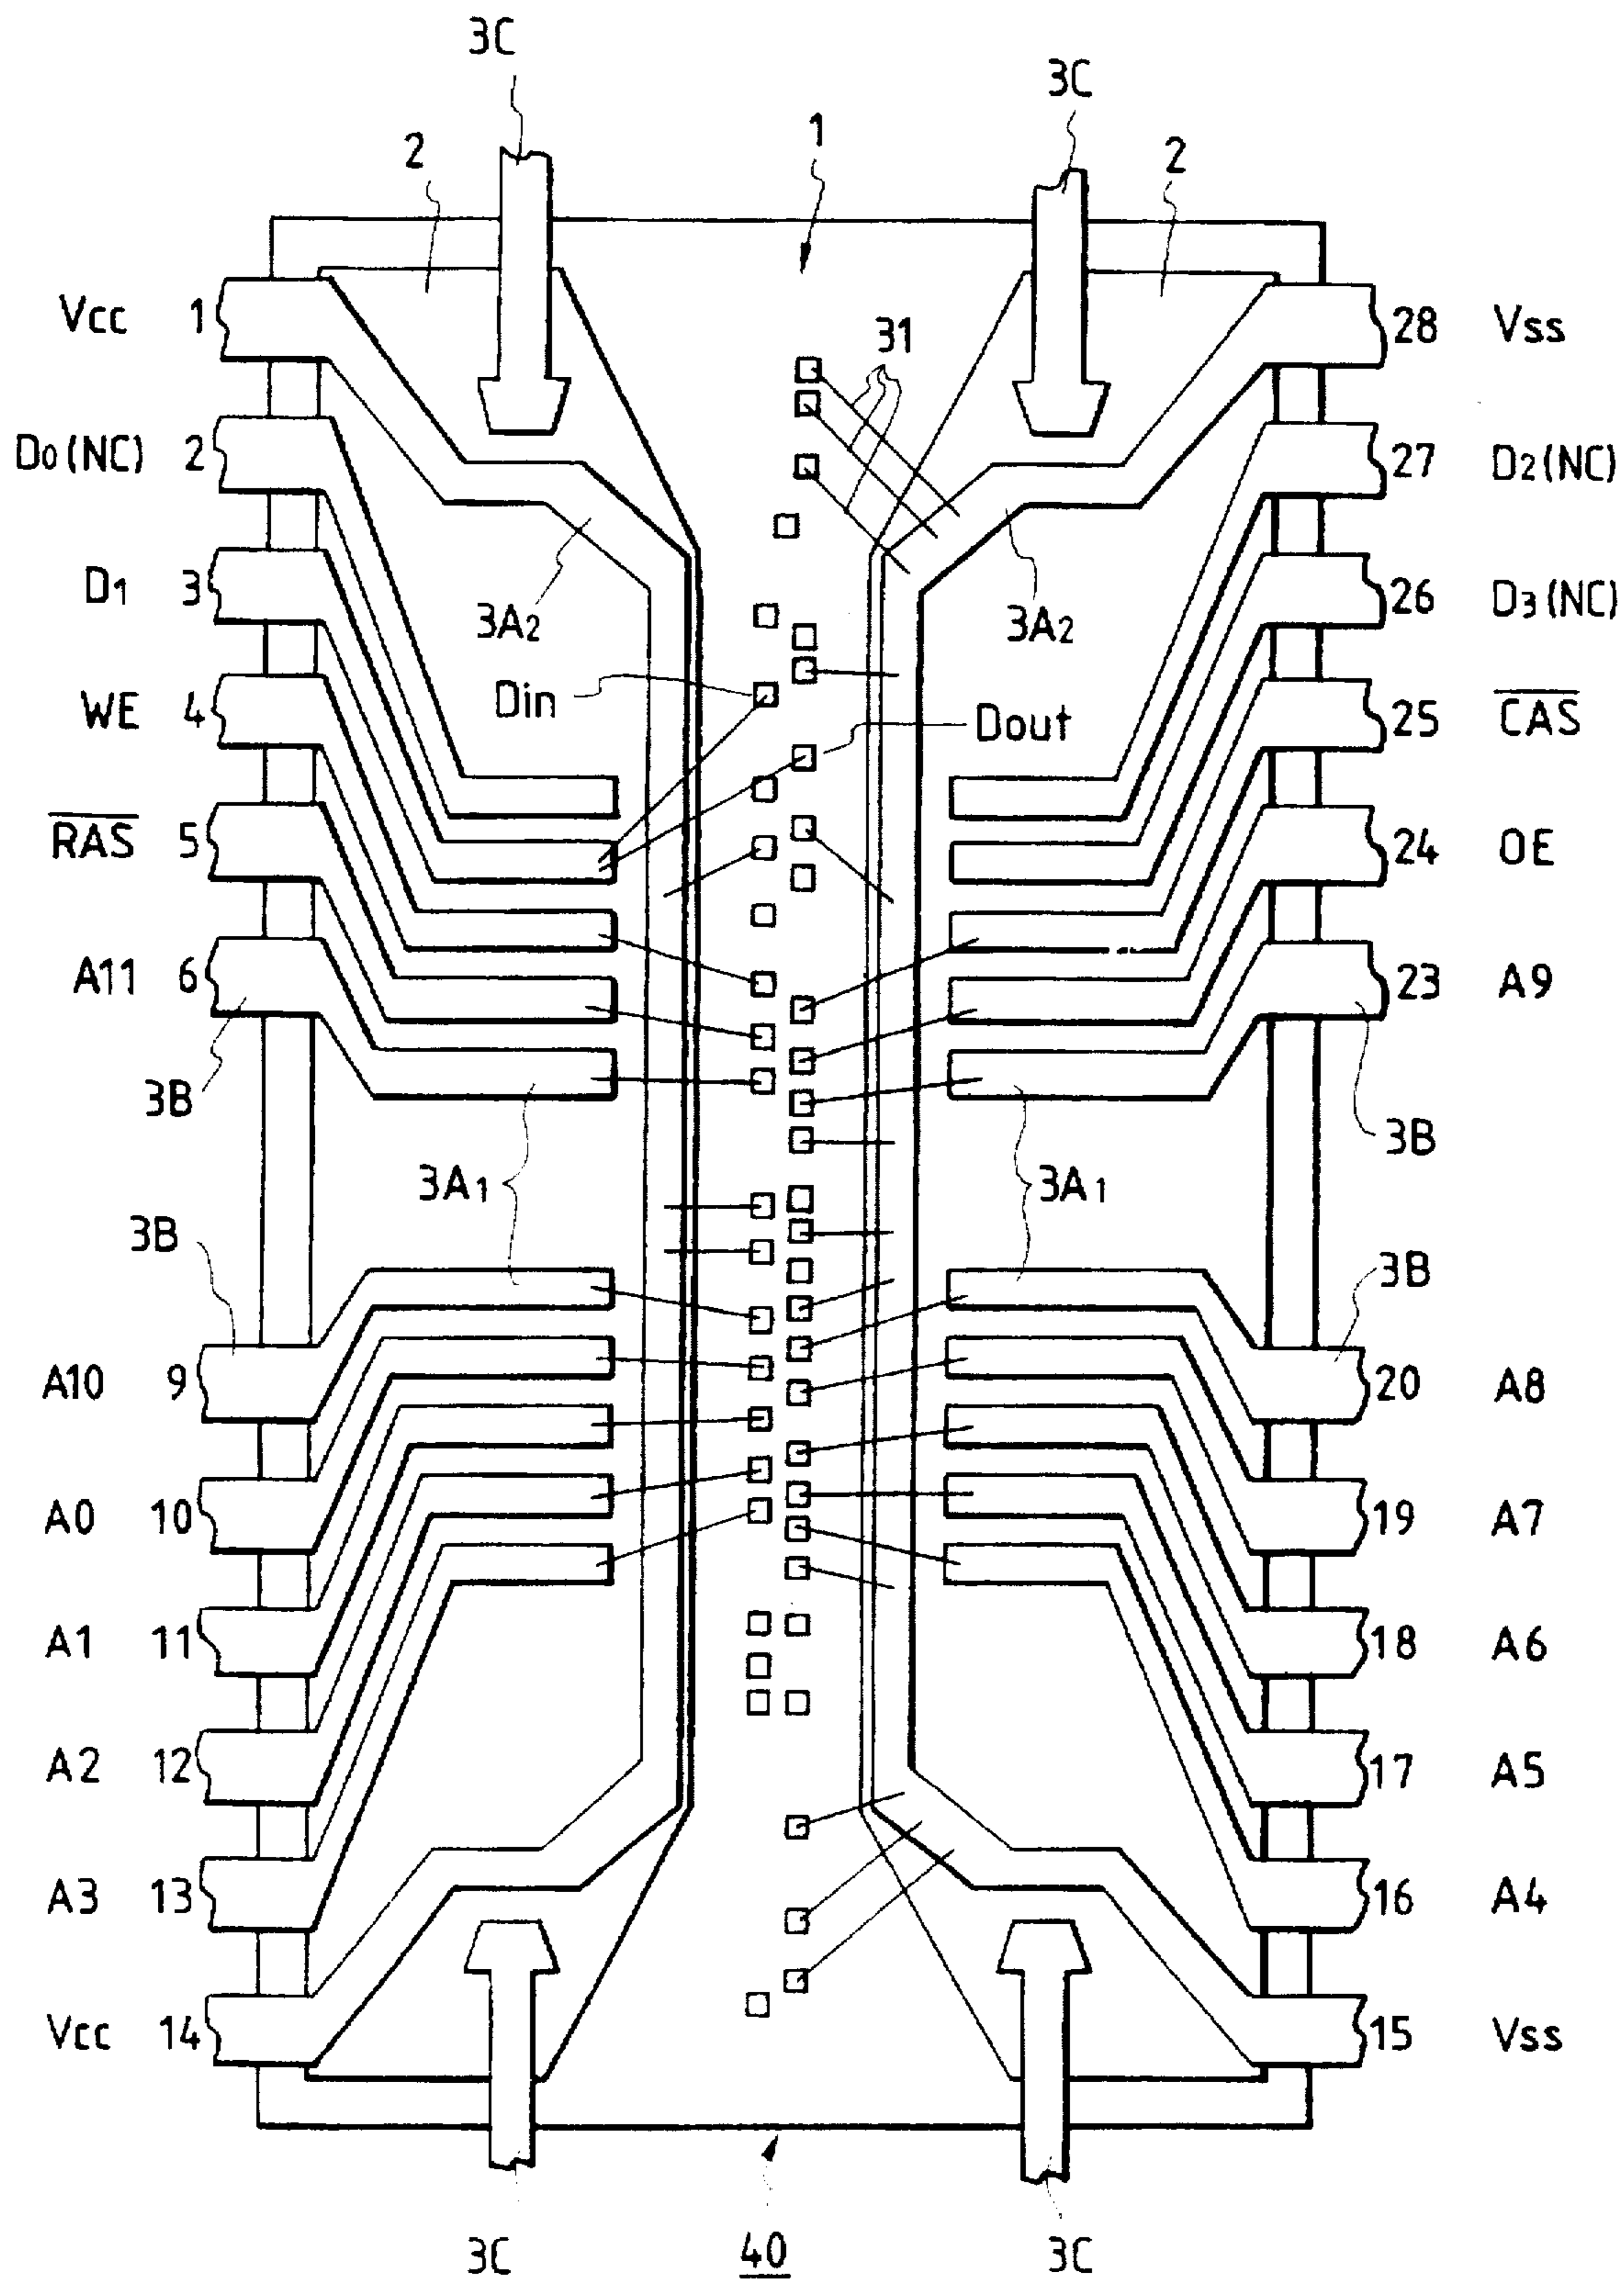 3C
3C
2
1
2
Vcc 1
31
28 Vss
D0(NC) 2
27 D2(NC)
D1 3
3A2
3A2
26 D3(NC)
WE 4
Din
Dout
25 CAS
RAS 5
24 OE
A11 6
23 A9
3B
3B
3A1
3A1
3B
3B
A10 9
20 A8
A0 10
19 A7
A1 11
18 A6
A2 12
17 A5
A3 13
16 A4
Vcc 14
15 Vss
3C
40
3C